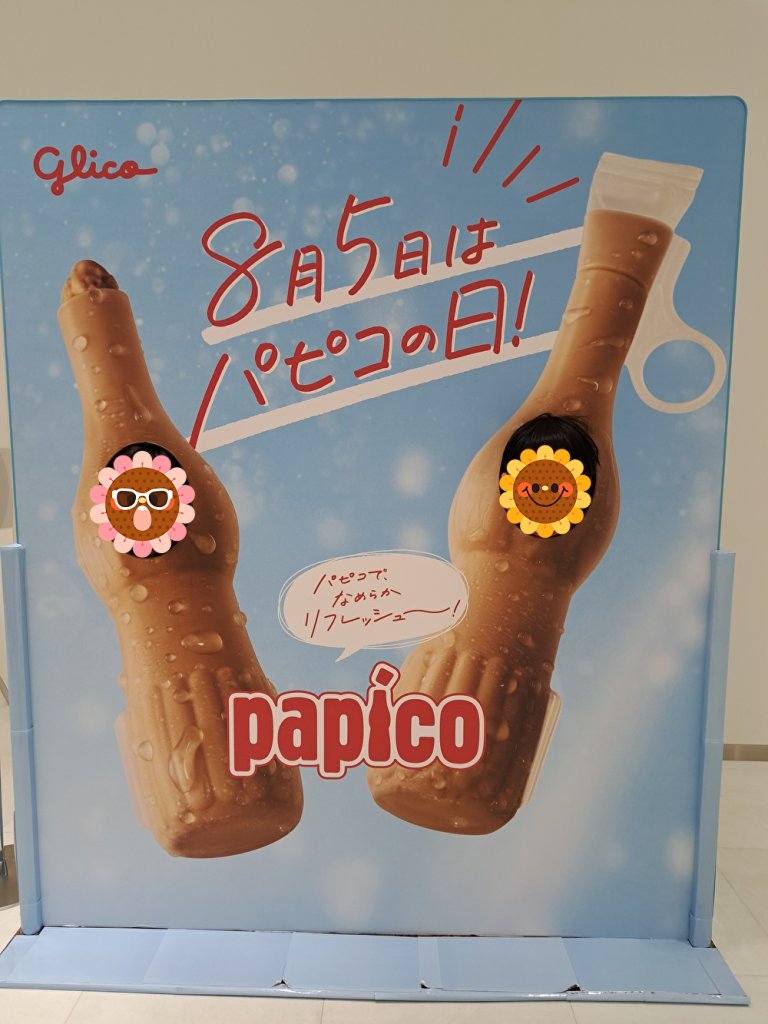 Glico
8月5日は
パピコの日!
パピコで、
なめらか
リフレッシュ〜!
papico